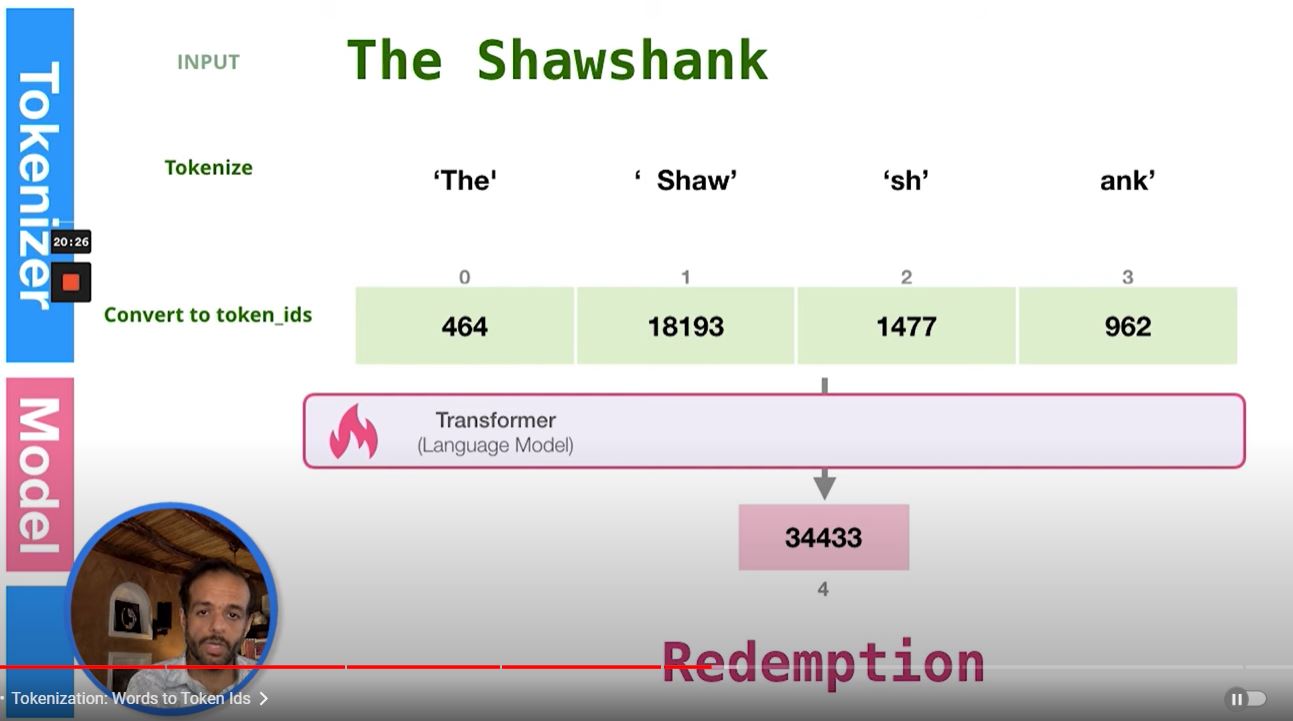 INPUT The Shawshank
Tokenize ‘The' ‘ Shaw’ ‘sh’ ank’
0 1 2 3
Convert to token_ids 464 18193 1477 962
Tokenizer
20:26
Transformer
(Language Model)
Model
34433
4
Redemption
• Tokenization: Words to Token Ids >